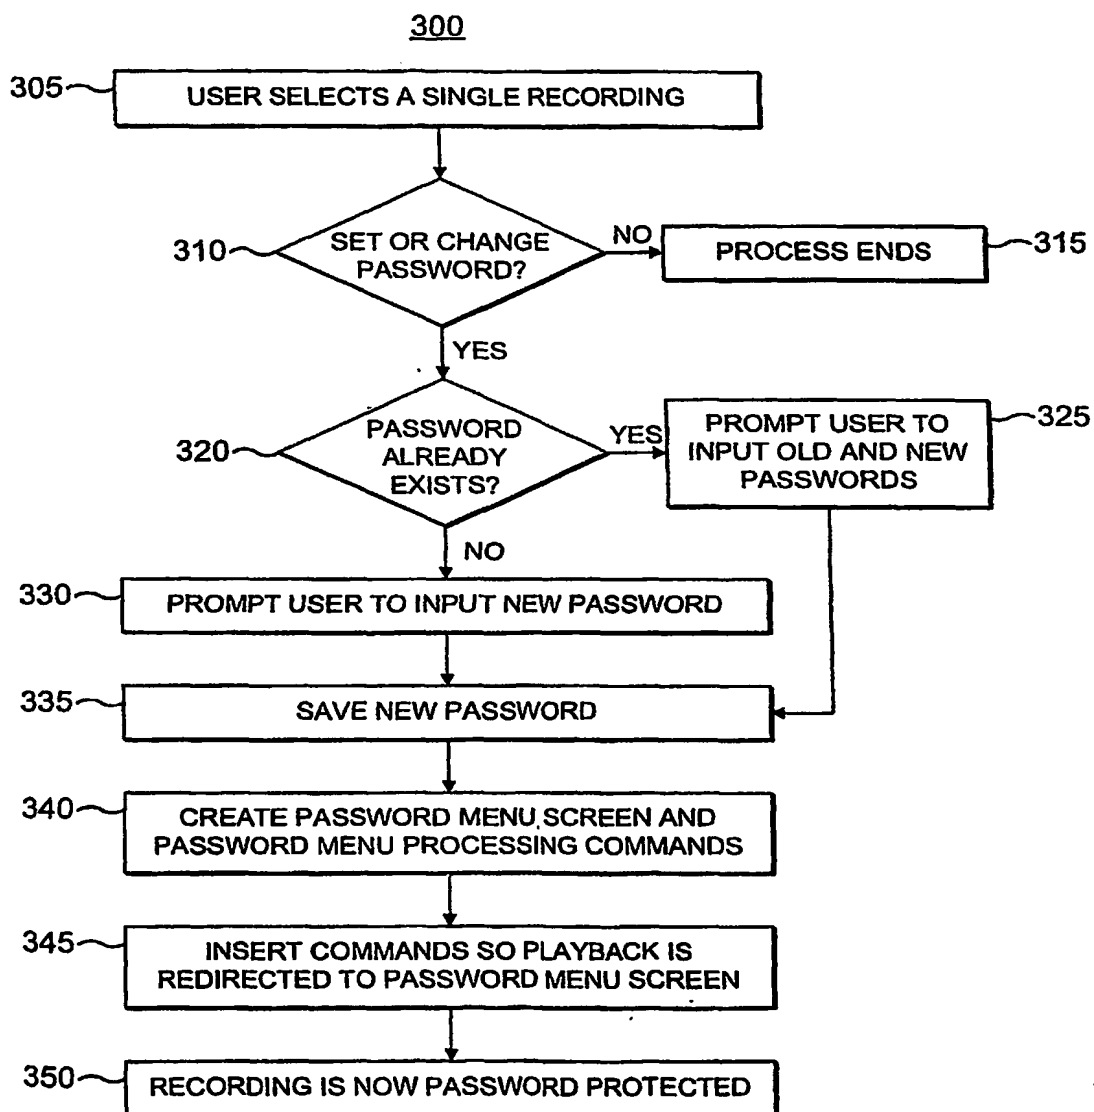 300
305
USER SELECTS A SINGLE RECORDING
310
SET OR CHANGE
PASSWORD?
NO
PROCESS ENDS
315
YES
320
PASSWORD
ALREADY
EXISTS?
YES
PROMPT USER TO
INPUT OLD AND NEW
PASSWORDS
325
NO
330
PROMPT USER TO INPUT NEW PASSWORD
335
SAVE NEW PASSWORD
340
CREATE PASSWORD MENU SCREEN AND
PASSWORD MENU PROCESSING COMMANDS
345
INSERT COMMANDS SO PLAYBACK IS
REDIRECTED TO PASSWORD MENU SCREEN
350
RECORDING IS NOW PASSWORD PROTECTED